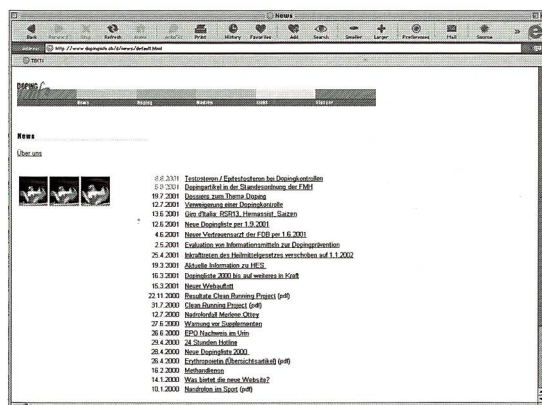 News
Back Forward Stop Refresh Home AutoFill Print History Favorites Add Search Smaller Larger Preferences Mail Source
http://www.dopinginfo.ch/d/news/default.html
DOPING
News Doping Medien Links Glossar
News
Über uns
8.8.2001 Testosteron / Epitestosteron bei Dopingkontrollen
Dopingartikel in der Standesordnung der FMH
19.7.2001 Dossiers zum Thema Doping
12.7.2001 Verweigerung einer Dopingkontrolle
13.6.2001 Giro d'Italia: RSR13, Hemassist, Saizen
12.6.2001 Neue Dopingliste per 1.9.2001
4.6.2001 Neuer Vertrauensarzt der FDB per 1.6.2001
2.5.2001 Evaluation von Informationsmitteln zur Dopingprävention
25.4.2001 Inkrafttreten des Heilmittelgesetzes verschoben auf 1.1.2002
19.3.2001 Aktuelle Information zu HES
16.3.2001 Dopingliste 2000 bis auf weiteres in Kraft
15.3.2001 Neuer Webauftritt
22.11.2000 Resultate Clean Running Project (pdf)
31.7.2000 Clean Running Project (pdf)
12.7.2000 Nadrolonfall Merlene Ottey
27.6.2000 Warnung vor Supplementen
26.6.2000 EPO Nachweis im Urin
29.4.2000 24 Stunden Hotline
28.4.2000 Neue Dopingliste 2000
26.4.2000 Erythropoietin (Übersichtsartikel) (pdf)
16.2.2000 Methandienon
14.1.2000 Was bietet die neue Website?
10.1.2000 Nandrolon im Sport (pdf)